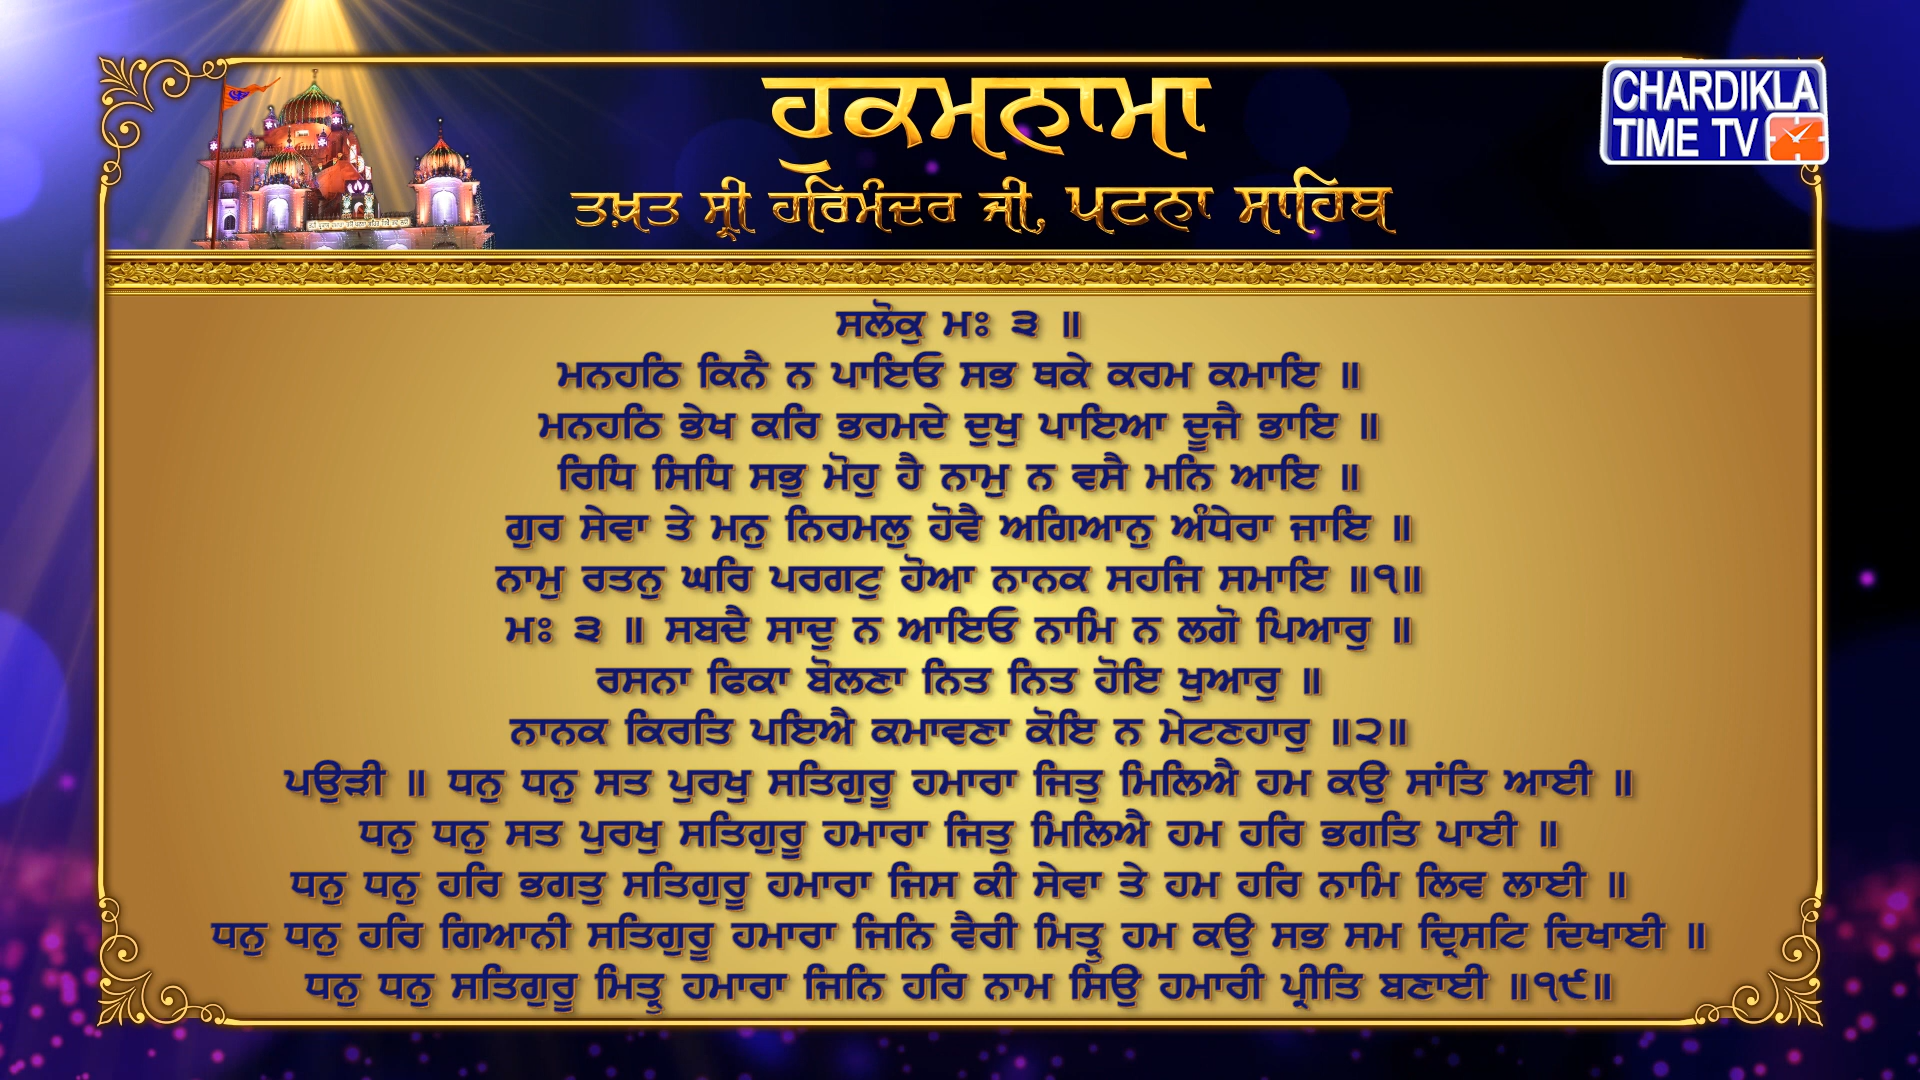 ਹੁਕਮਨਾਮਾ
ਤਖ਼ਤ ਸ੍ਰੀ ਹਰਿਮੰਦਰ ਜੀ, ਪਟਨਾ ਸਾਹਿਬ
CHARDIKLA
TIME TV
ਸਲੋਕੁ ਮਃ ੩ ॥
ਮਨਹਠਿ ਕਿਨੈ ਨ ਪਾਇਓ ਸਭ ਥਕੇ ਕਰਮ ਕਮਾਇ ॥
ਮਨਹਠਿ ਭੇਖ ਕਰਿ ਭਰਮਦੇ ਦੁਖੁ ਪਾਇਆ ਦੂਜੈ ਭਾਇ ॥
ਰਿਧਿ ਸਿਧਿ ਸਭੁ ਮੋਹੁ ਹੈ ਨਾਮੁ ਨ ਵਸੈ ਮਨਿ ਆਇ ॥
ਗੁਰ ਸੇਵਾ ਤੇ ਮਨੁ ਨਿਰਮਲੁ ਹੋਵੈ ਅਗਿਆਨੁ ਅੰਧੇਰਾ ਜਾਇ ॥
ਨਾਮੁ ਰਤਨੁ ਘਰਿ ਪਰਗਟੁ ਹੋਆ ਨਾਨਕ ਸਹਜਿ ਸਮਾਇ ॥੧॥
ਮਃ ੩ ॥ ਸਬਦੈ ਸਾਦੁ ਨ ਆਇਓ ਨਾਮਿ ਨ ਲਗੋ ਪਿਆਰੁ ॥
ਰਸਨਾ ਫਿਕਾ ਬੋਲਣਾ ਨਿਤ ਨਿਤ ਹੋਇ ਖੁਆਰੁ ॥
ਨਾਨਕ ਕਿਰਤਿ ਪਇਐ ਕਮਾਵਣਾ ਕੋਇ ਨ ਮੇਟਣਹਾਰੁ ॥੨॥
ਪਉੜੀ ॥ ਧਨੁ ਧਨੁ ਸਤ ਪੁਰਖੁ ਸਤਿਗੁਰੂ ਹਮਾਰਾ ਜਿਤੁ ਮਿਲਿਐ ਹਮ ਕਉ ਸਾਂਤਿ ਆਈ ॥
ਧਨੁ ਧਨੁ ਸਤ ਪੁਰਖੁ ਸਤਿਗੁਰੂ ਹਮਾਰਾ ਜਿਤੁ ਮਿਲਿਐ ਹਮ ਹਰਿ ਭਗਤਿ ਪਾਈ ॥
ਧਨੁ ਧਨੁ ਹਰਿ ਭਗਤੁ ਸਤਿਗੁਰੂ ਹਮਾਰਾ ਜਿਸ ਕੀ ਸੇਵਾ ਤੇ ਹਮ ਹਰਿ ਨਾਮਿ ਲਿਵ ਲਾਈ ॥
ਧਨੁ ਧਨੁ ਹਰਿ ਗਿਆਨੀ ਸਤਿਗੁਰੂ ਹਮਾਰਾ ਜਿਨਿ ਵੈਰੀ ਮਿਤ੍ਰੁ ਹਮ ਕਉ ਸਭ ਸਮ ਦ੍ਰਿਸਟਿ ਦਿਖਾਈ ॥
ਧਨੁ ਧਨੁ ਸਤਿਗੁਰੂ ਮਿਤ੍ਰੁ ਹਮਾਰਾ ਜਿਨਿ ਹਰਿ ਨਾਮ ਸਿਉ ਹਮਾਰੀ ਪ੍ਰੀਤਿ ਬਣਾਈ ॥੧੯॥